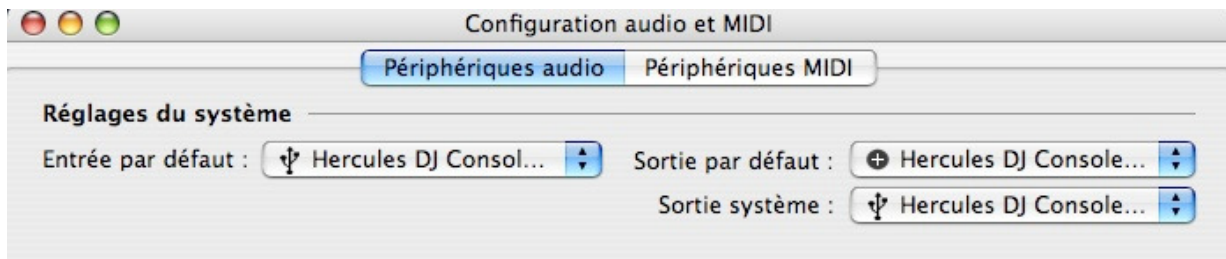 Configuration audio et MIDI
Périphériques audio Périphériques MIDI
Réglages du système
Entrée par défaut : Hercules DJ Consol... Sortie par défaut : Hercules DJ Console...
Sortie système : Hercules DJ Console...